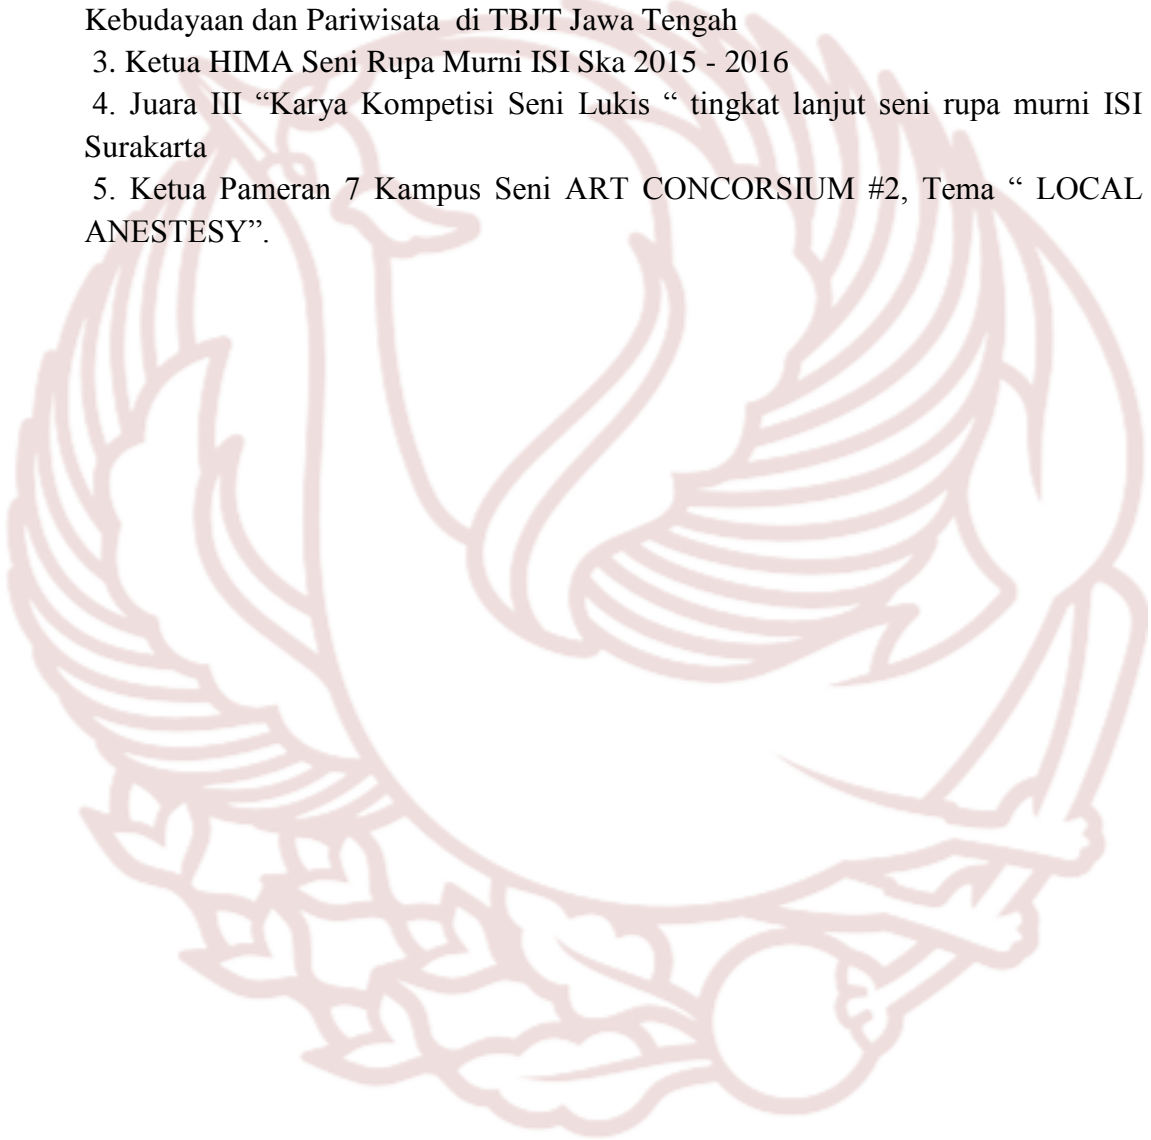 Kebudayaan dan Pariwisata  di TBJT Jawa Tengah
3. Ketua HIMA Seni Rupa Murni ISI Ska 2015 - 2016
4. Juara III “Karya Kompetisi Seni Lukis “ tingkat lanjut seni rupa murni ISI
Surakarta
5. Ketua Pameran 7 Kampus Seni ART CONCORSIUM #2, Tema “ LOCAL
ANESTESY”.